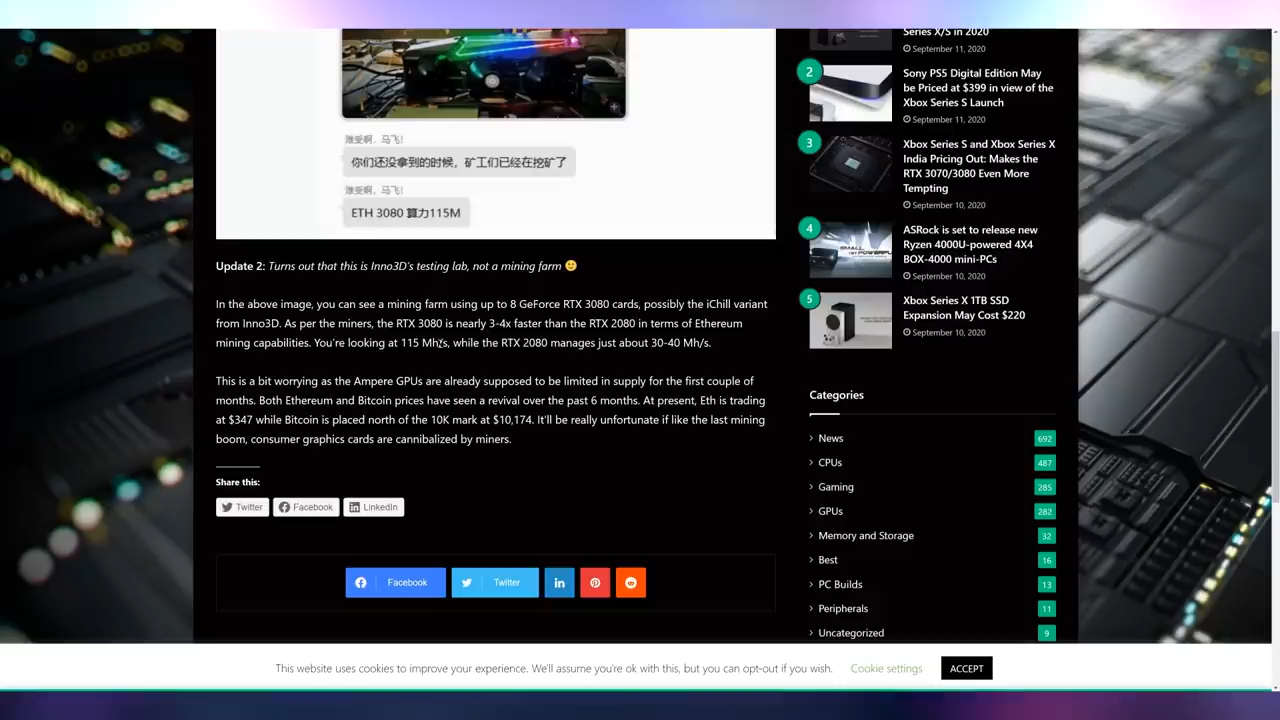 难受啊，马飞！
你们还没拿到的时候，矿工们已经在挖矿了
难受啊，马飞！
ETH 3080 算力115M
Update 2: Turns out that this is Inno3D's testing lab, not a mining farm 🙂
In the above image, you can see a mining farm using up to 8 GeForce RTX 3080 cards, possibly the iChill variant
from Inno3D. As per the miners, the RTX 3080 is nearly 3-4x faster than the RTX 2080 in terms of Ethereum
mining capabilities. You're looking at 115 Mh/s, while the RTX 2080 manages just about 30-40 Mh/s.
This is a bit worrying as the Ampere GPUs are already supposed to be limited in supply for the first couple of
months. Both Ethereum and Bitcoin prices have seen a revival over the past 6 months. At present, Eth is trading
at $347 while Bitcoin is placed north of the 10K mark at $10,174. It'll be really unfortunate if like the last mining
boom, consumer graphics cards are cannibalized by miners.
Share this:
Twitter
Facebook
LinkedIn
Facebook
Twitter
Series X/S in 2020
September 11, 2020
2
Sony PS5 Digital Edition May
be Priced at $399 in view of the
Xbox Series S Launch
September 11, 2020
3
Xbox Series S and Xbox Series X
India Pricing Out: Makes the
RTX 3070/3080 Even More
Tempting
September 10, 2020
4
ASRock is set to release new
Ryzen 4000U-powered 4X4
BOX-4000 mini-PCs
September 10, 2020
5
Xbox Series X 1TB SSD
Expansion May Cost $220
September 10, 2020
Categories
News 692
CPUs 487
Gaming 285
GPUs 282
Memory and Storage 32
Best 16
PC Builds 13
Peripherals 11
Uncategorized 9
This website uses cookies to improve your experience. We'll assume you're ok with this, but you can opt-out if you wish.
Cookie settings
ACCEPT